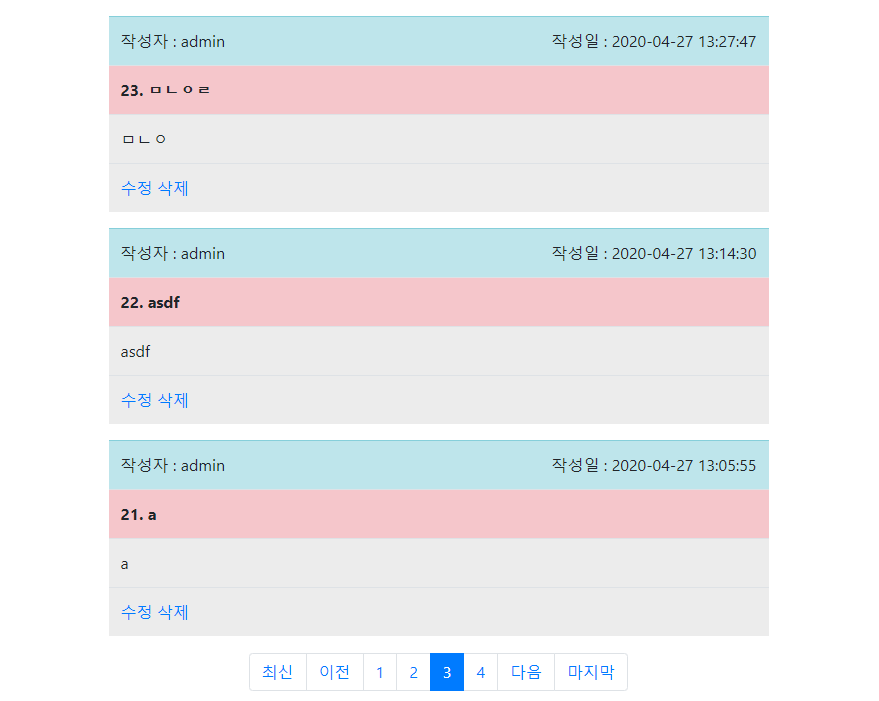 작성자 : admin 작성일 : 2020-04-27 13:27:47
23. ㅁㄴㅇㄹ
ㅁㄴㅇ
수정 삭제
작성자 : admin 작성일 : 2020-04-27 13:14:30
22. asdf
asdf
수정 삭제
작성자 : admin 작성일 : 2020-04-27 13:05:55
21. a
a
수정 삭제
최신 이전 1 2 3 4 다음 마지막